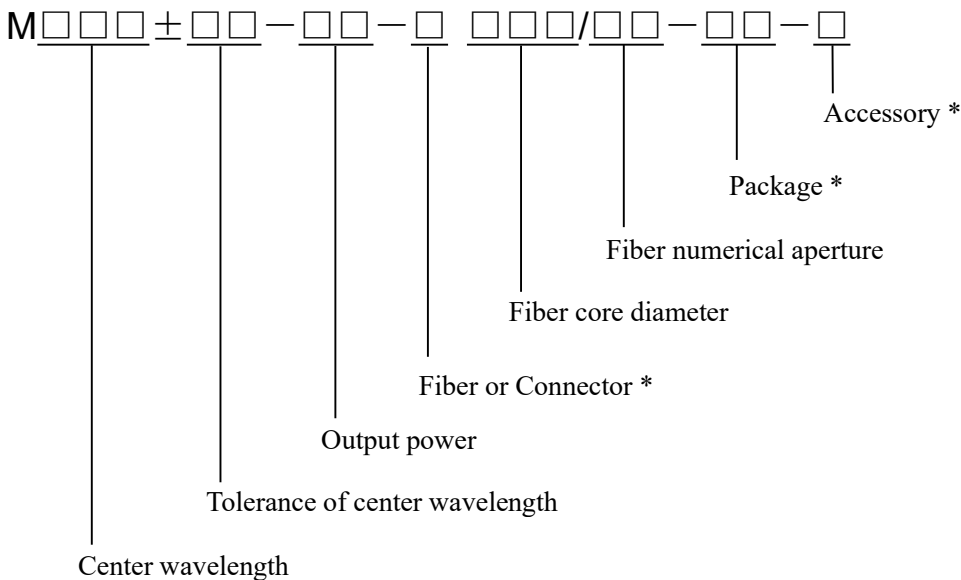 M□□□±□□−□□−□ □□□/□□−□□−□
Accessory *
Package *
Fiber numerical aperture
Fiber core diameter
Fiber or Connector *
Output power
Tolerance of center wavelength
Center wavelength